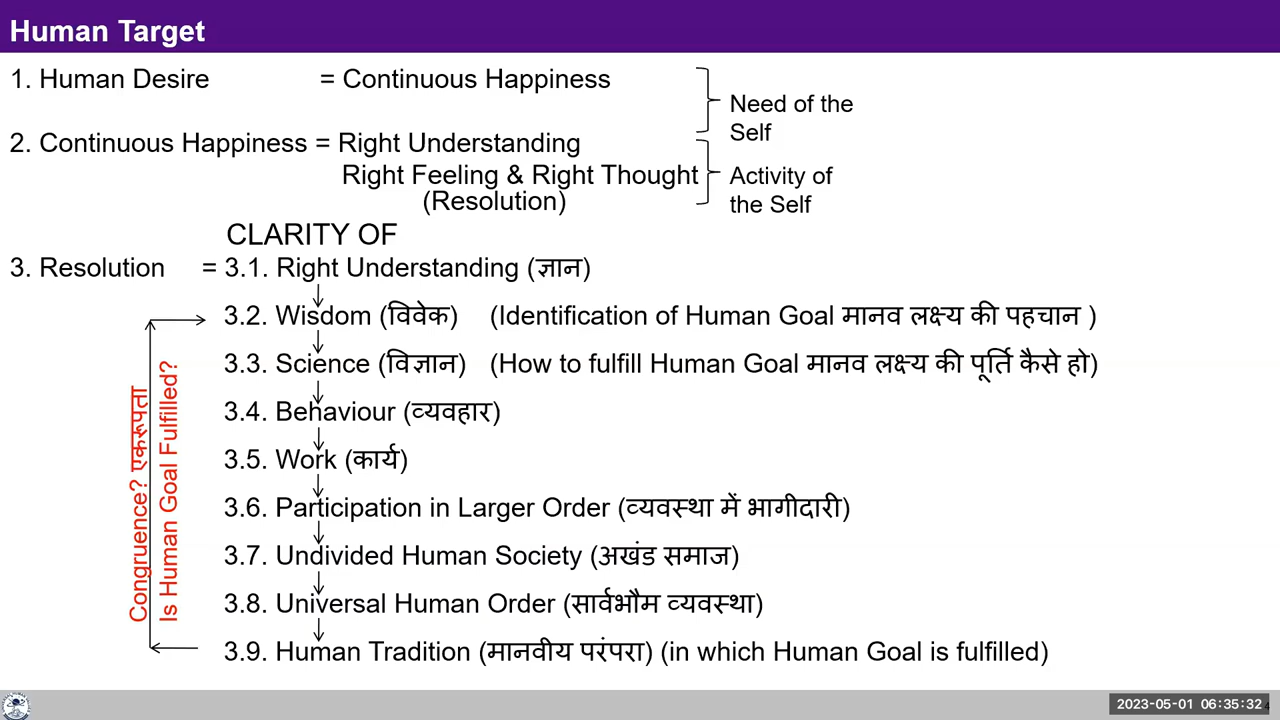 Human Target
1. Human Desire = Continuous Happiness
Need of the
Self
2. Continuous Happiness = Right Understanding
Right Feeling & Right Thought
(Resolution)
Activity of
the Self
CLARITY OF
3. Resolution = 3.1. Right Understanding (ज्ञान)
3.2. Wisdom (विवेक) (Identification of Human Goal मानव लक्ष्य की पहचान )
3.3. Science (विज्ञान) (How to fulfill Human Goal मानव लक्ष्य की पूर्ति कैसे हो)
3.4. Behaviour (व्यवहार)
3.5. Work (कार्य)
3.6. Participation in Larger Order (व्यवस्था में भागीदारी)
3.7. Undivided Human Society (अखंड समाज)
3.8. Universal Human Order (सार्वभौम व्यवस्था)
3.9. Human Tradition (मानवीय परंपरा) (in which Human Goal is fulfilled)
Congruence? एकरूपता
Is Human Goal Fulfilled?
2023-05-01 06:35:32
4